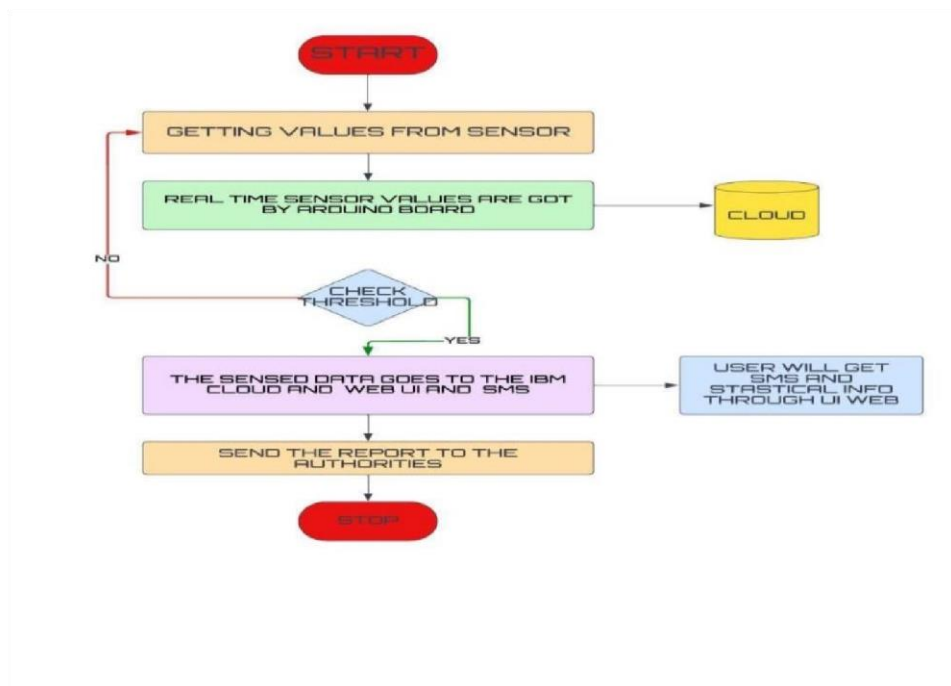 START
GETTING VALUES FROM SENSOR
REAL TIME SENSOR VALUES ARE GOT
BY ARDUINO BOARD
CLOUD
NO
CHECK
THRESHOLD
YES
THE SENSED DATA GOES TO THE IBM
CLOUD AND WEB UI AND SMS
USER WILL GET
SMS AND
STASTICAL INFO
THROUGH UI WEB
SEND THE REPORT TO THE
AUTHORITIES
STOP